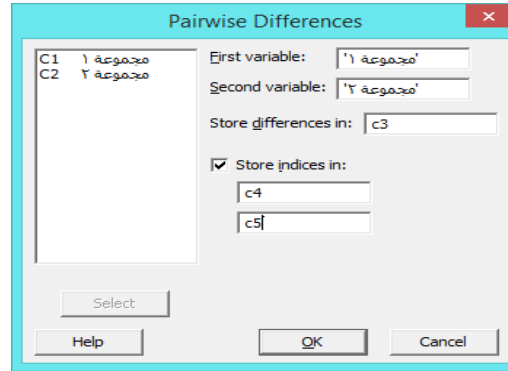 Pairwise Differences
C1 مجموعة ١
C2 مجموعة ٢
First variable: 'مجموعة ١'
Second variable: 'مجموعة ٢'
Store differences in: c3
Store indices in:
c4
c5
Select
Help OK Cancel